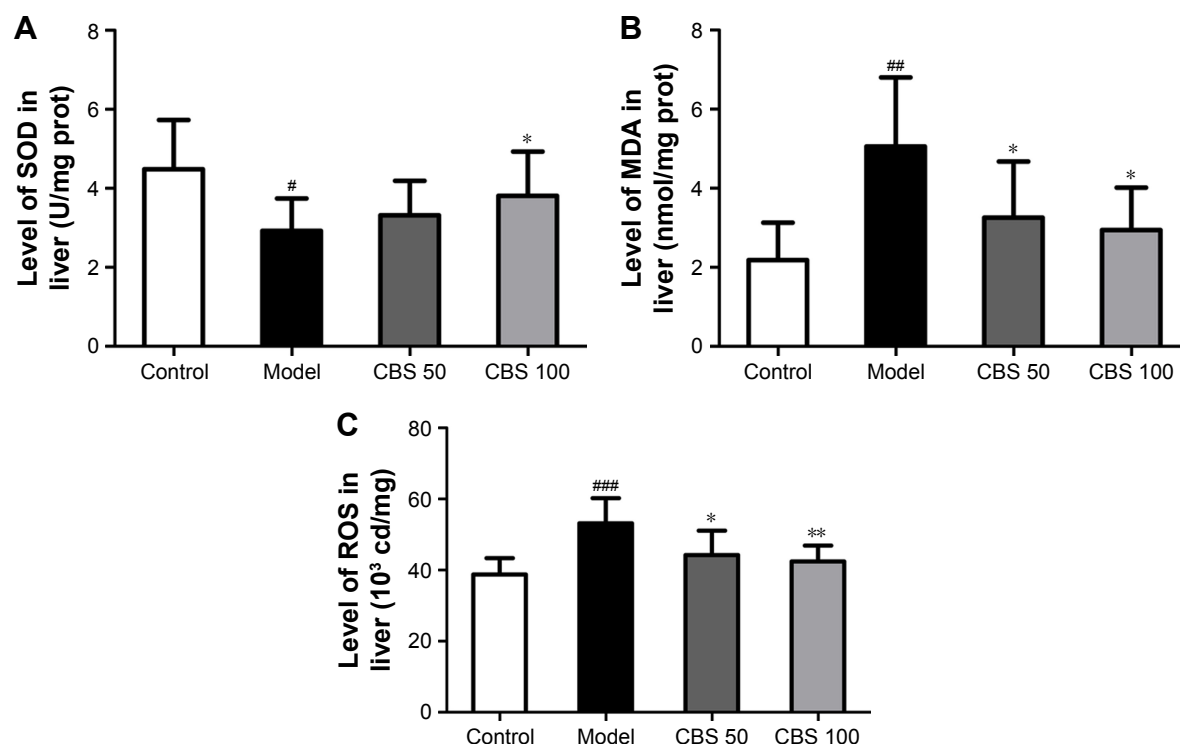 A
Level of SOD in
liver (U/mg prot)
8
6
4
2
0
#
*
Control Model CBS 50 CBS 100
B
Level of MDA in
liver (nmol/mg prot)
8
6
4
2
0
##
*
*
Control Model CBS 50 CBS 100
C
Level of ROS in
liver (10³ cd/mg)
80
60
40
20
0
###
*
**
Control Model CBS 50 CBS 100